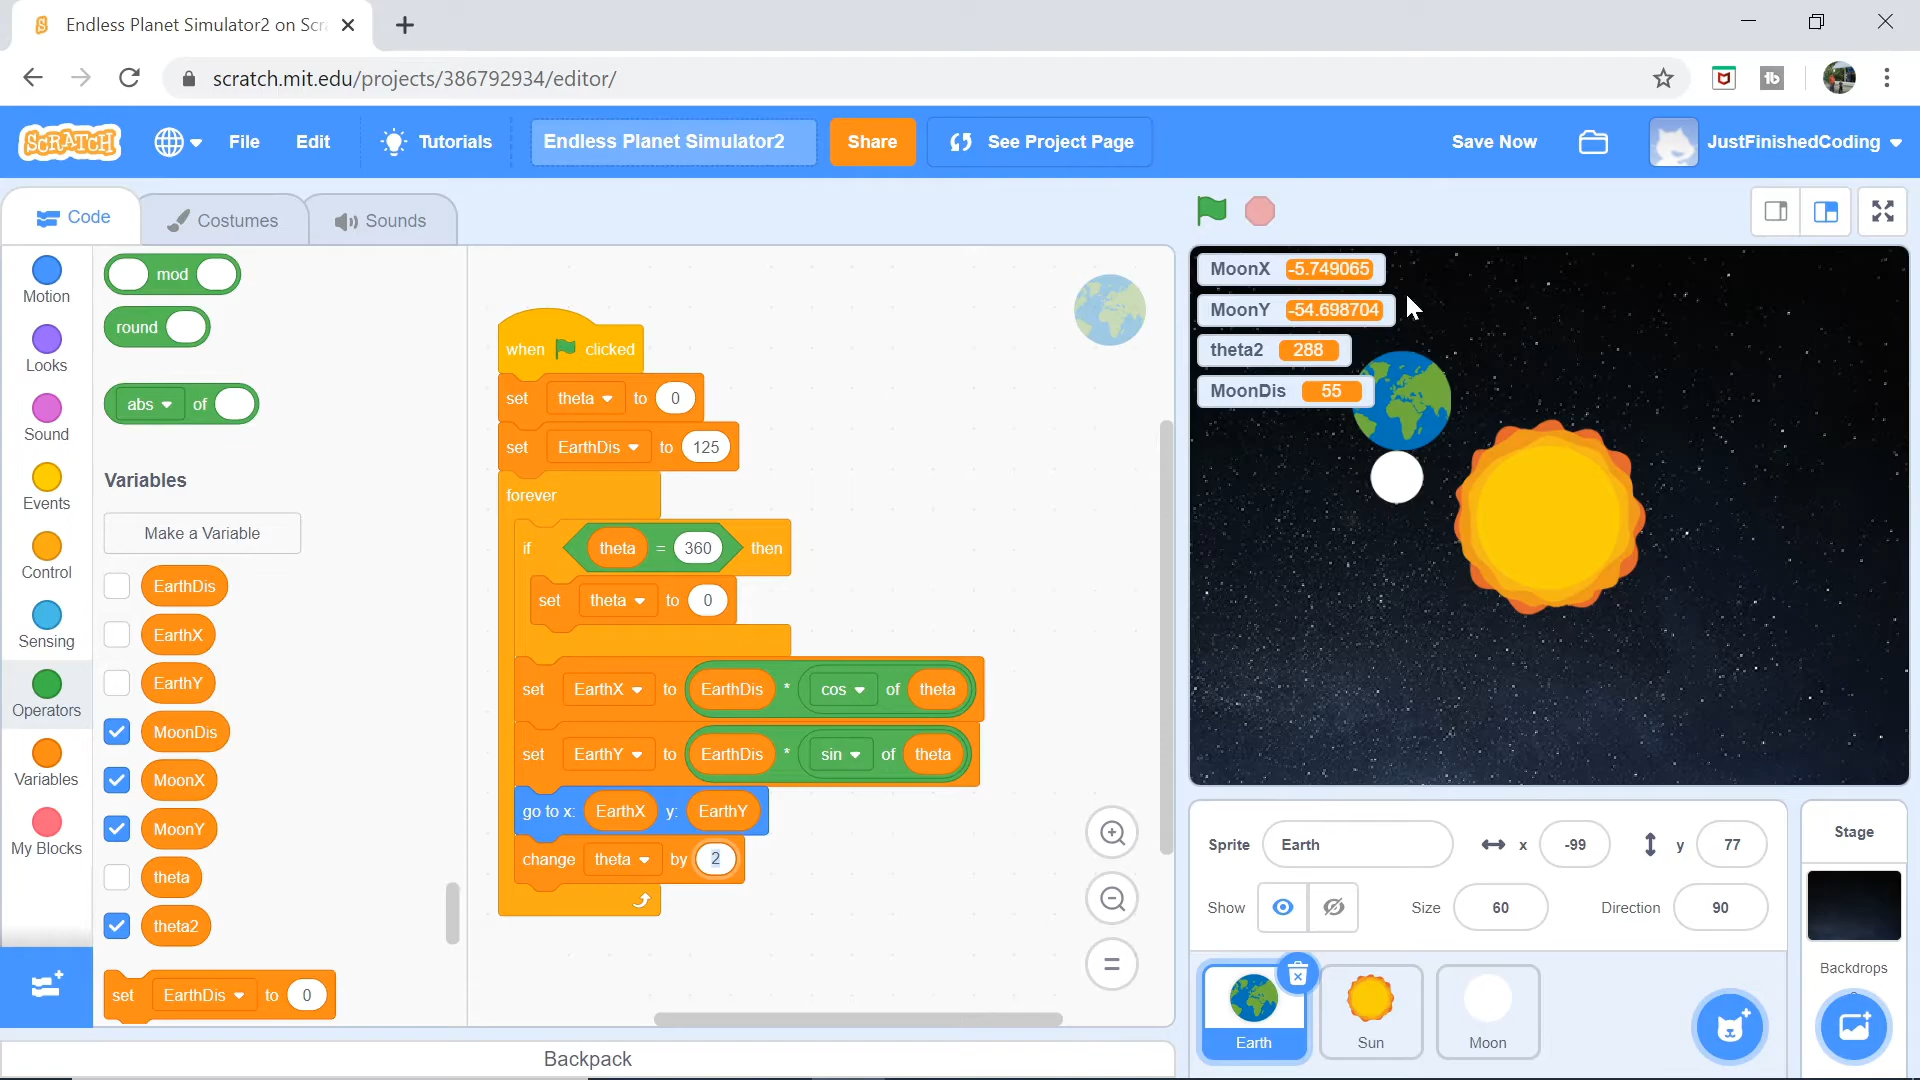 Endless Planet Simulator2 on Scr
scratch.mit.edu/projects/386792934/editor/
SCRATCH
File
Edit
Tutorials
Endless Planet Simulator2
Share
See Project Page
Save Now
JustFinishedCoding
Code
Costumes
Sounds
Motion
Looks
Sound
Events
Control
Sensing
Operators
Variables
My Blocks
mod
round
abs of
Variables
Make a Variable
EarthDis
EarthX
EarthY
MoonDis
MoonX
MoonY
theta
theta2
set EarthDis to 0
when clicked
set theta to 0
set EarthDis to 125
forever
if theta = 360 then
set theta to 0
set EarthX to EarthDis * cos of theta
set EarthY to EarthDis * sin of theta
go to x: EarthX y: EarthY
change theta by 2
Backpack
MoonX -5.749065
MoonY -54.698704
theta2 288
MoonDis 55
Sprite Earth x -99 y 77
Show Size 60 Direction 90
Earth
Sun
Moon
Stage
Backdrops